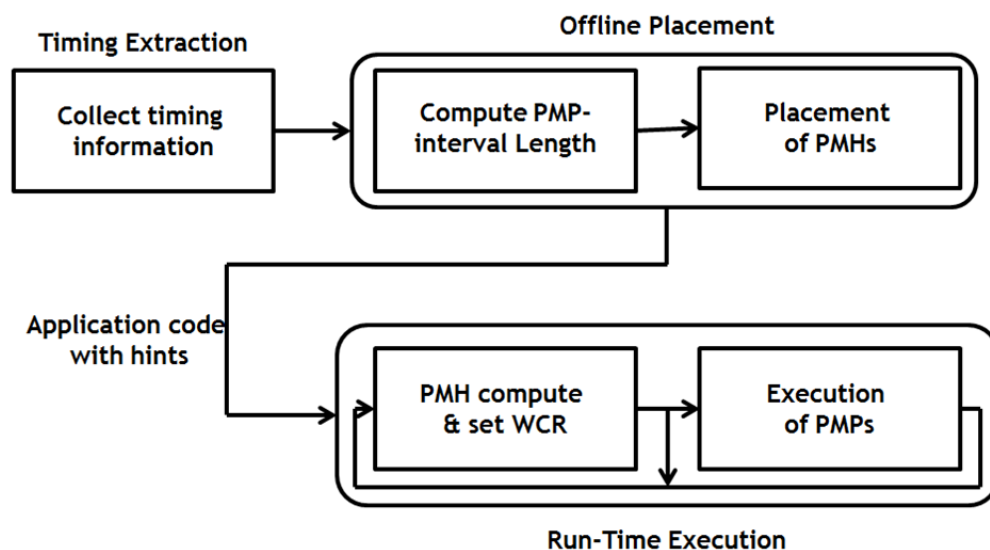 Timing Extraction
Offline Placement
Collect timing
information
Compute PMP-
interval Length
Placement
of PMHs
Application code
with hints
PMH compute
& set WCR
Execution
of PMPs
Run-Time Execution